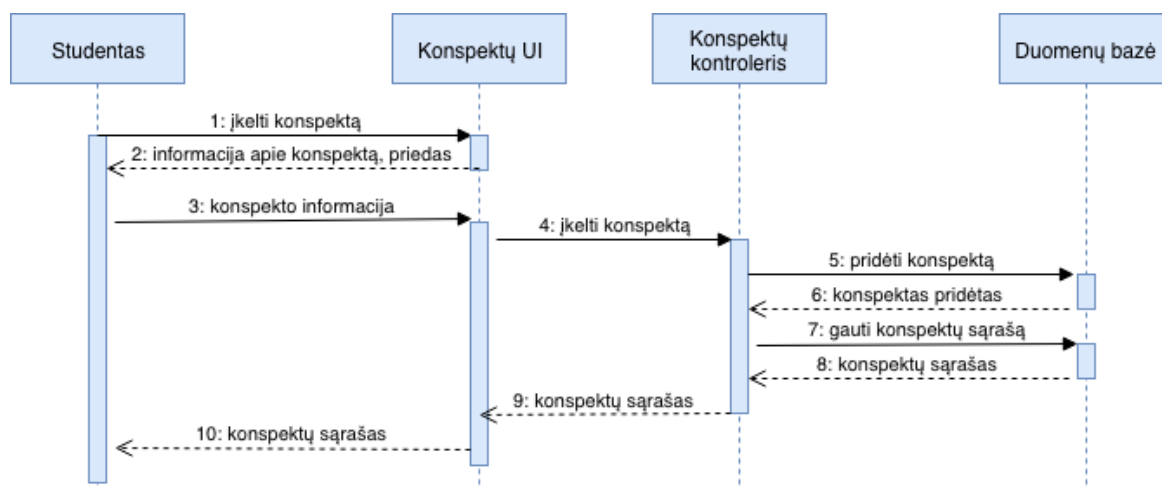 Studentas
Konspektų UI
Konspektų
kontroleris
Duomenų bazė
1: įkelti konspektą
2: informacija apie konspektą, priedas
3: konspekto informacija
4: įkelti konspektą
5: pridėti konspektą
6: konspektas pridėtas
7: gauti konspektų sąrašą
8: konspektų sąrašas
9: konspektų sąrašas
10: konspektų sąrašas